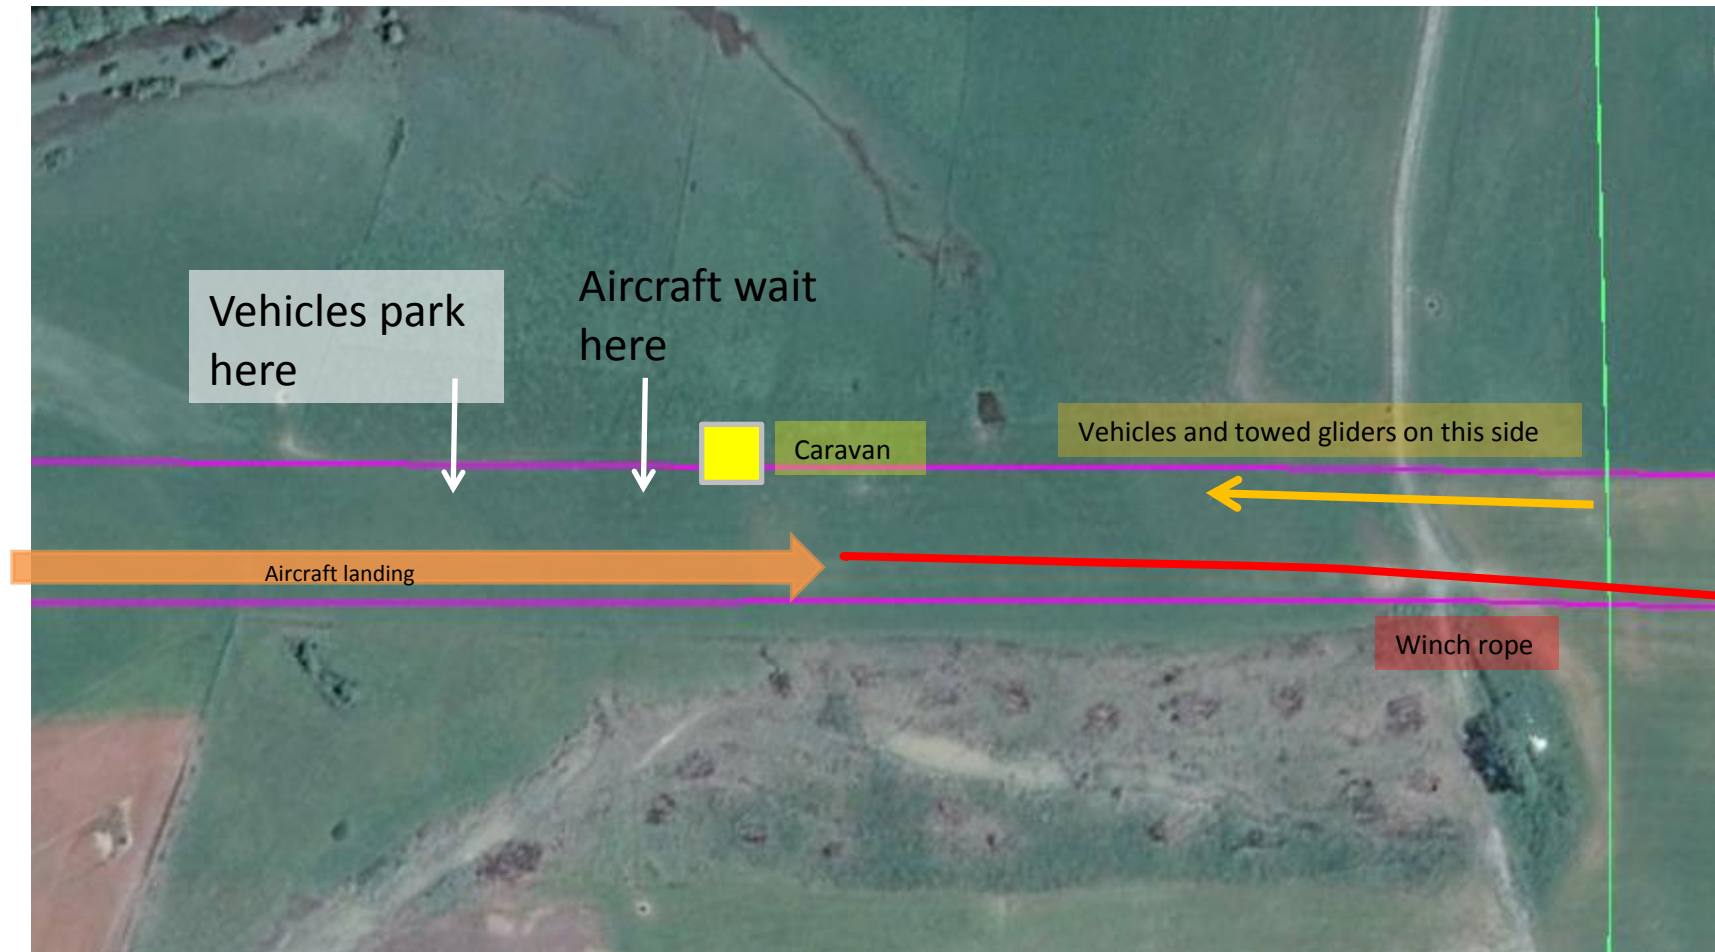 Vehicles park
here
Aircraft wait
here
Caravan
Vehicles and towed gliders on this side
Aircraft landing
Winch rope